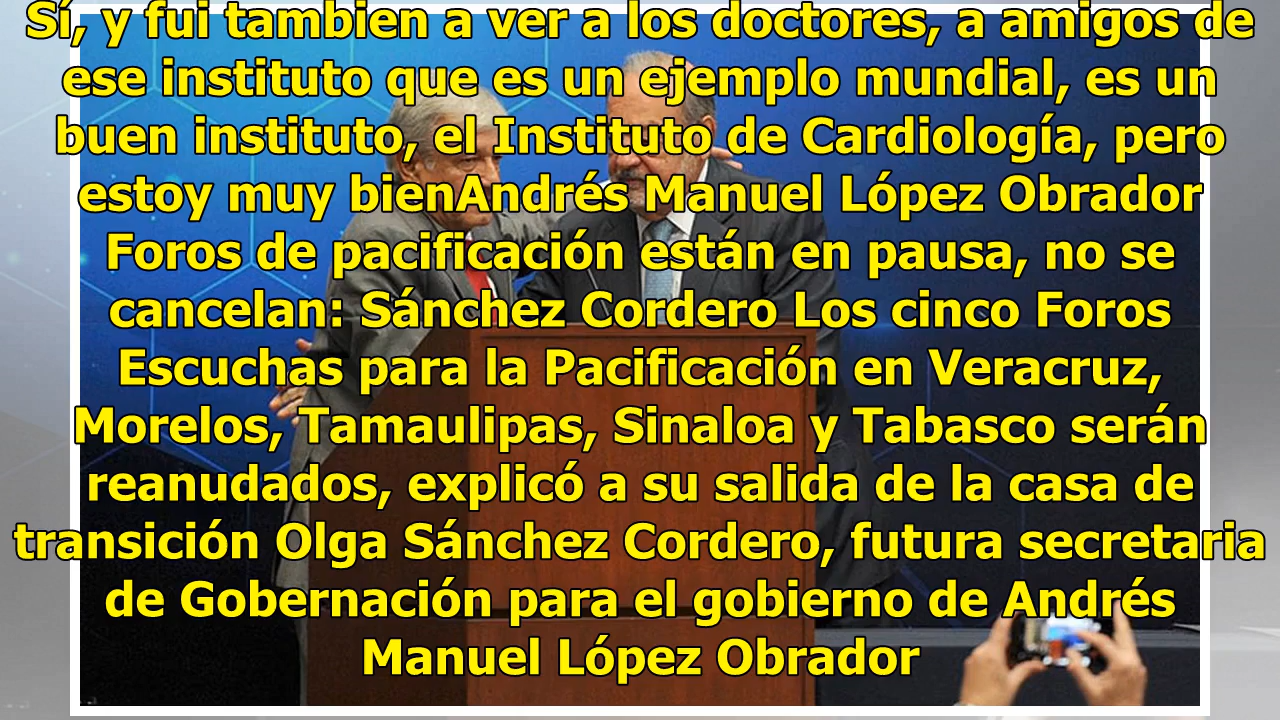 Sí, y fui tambien a ver a los doctores, a amigos de
ese instituto que es un ejemplo mundial, es un
buen instituto, el Instituto de Cardiología, pero
estoy muy bienAndrés Manuel López Obrador
Foros de pacificación están en pausa, no se
cancelan: Sánchez Cordero Los cinco Foros
Escuchas para la Pacificación en Veracruz,
Morelos, Tamaulipas, Sinaloa y Tabasco serán
reanudados, explicó a su salida de la casa de
transición Olga Sánchez Cordero, futura secretaria
de Gobernación para el gobierno de Andrés
Manuel López Obrador